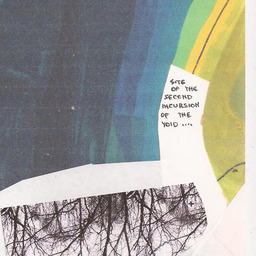 SITE
OF THE
SECOND
INCURSION
OF THE
VOID ....